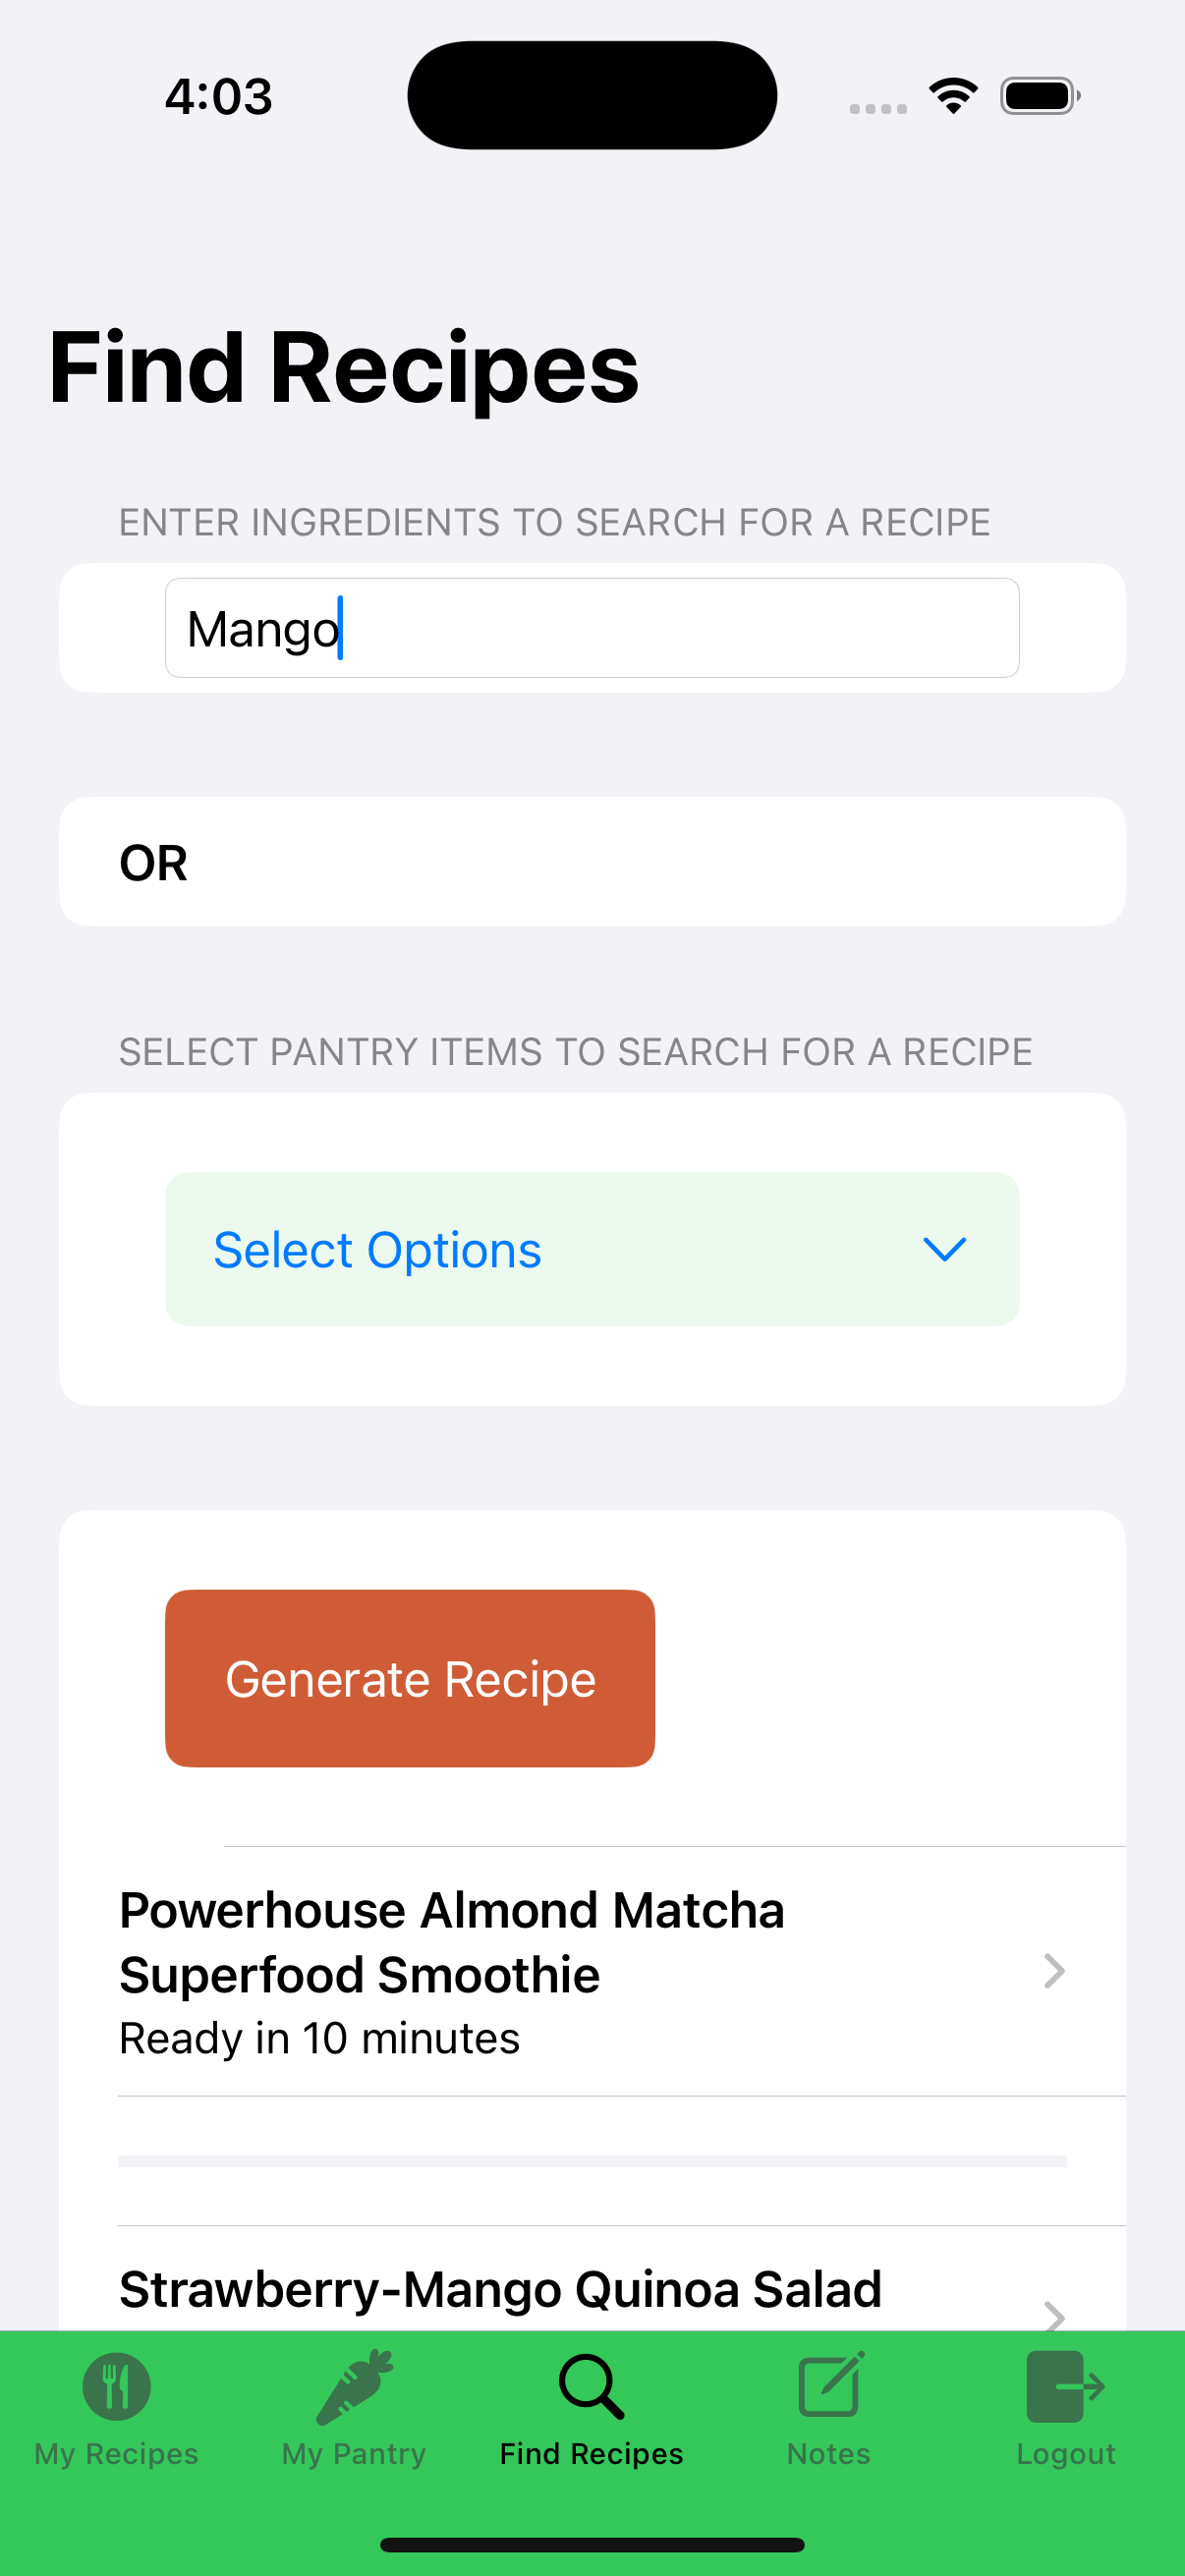 4:03
Find Recipes
ENTER INGREDIENTS TO SEARCH FOR A RECIPE
Mango
OR
SELECT PANTRY ITEMS TO SEARCH FOR A RECIPE
Select Options
Generate Recipe
Powerhouse Almond Matcha
Superfood Smoothie
Ready in 10 minutes
Strawberry-Mango Quinoa Salad
My Recipes
My Pantry
Find Recipes
Notes
Logout